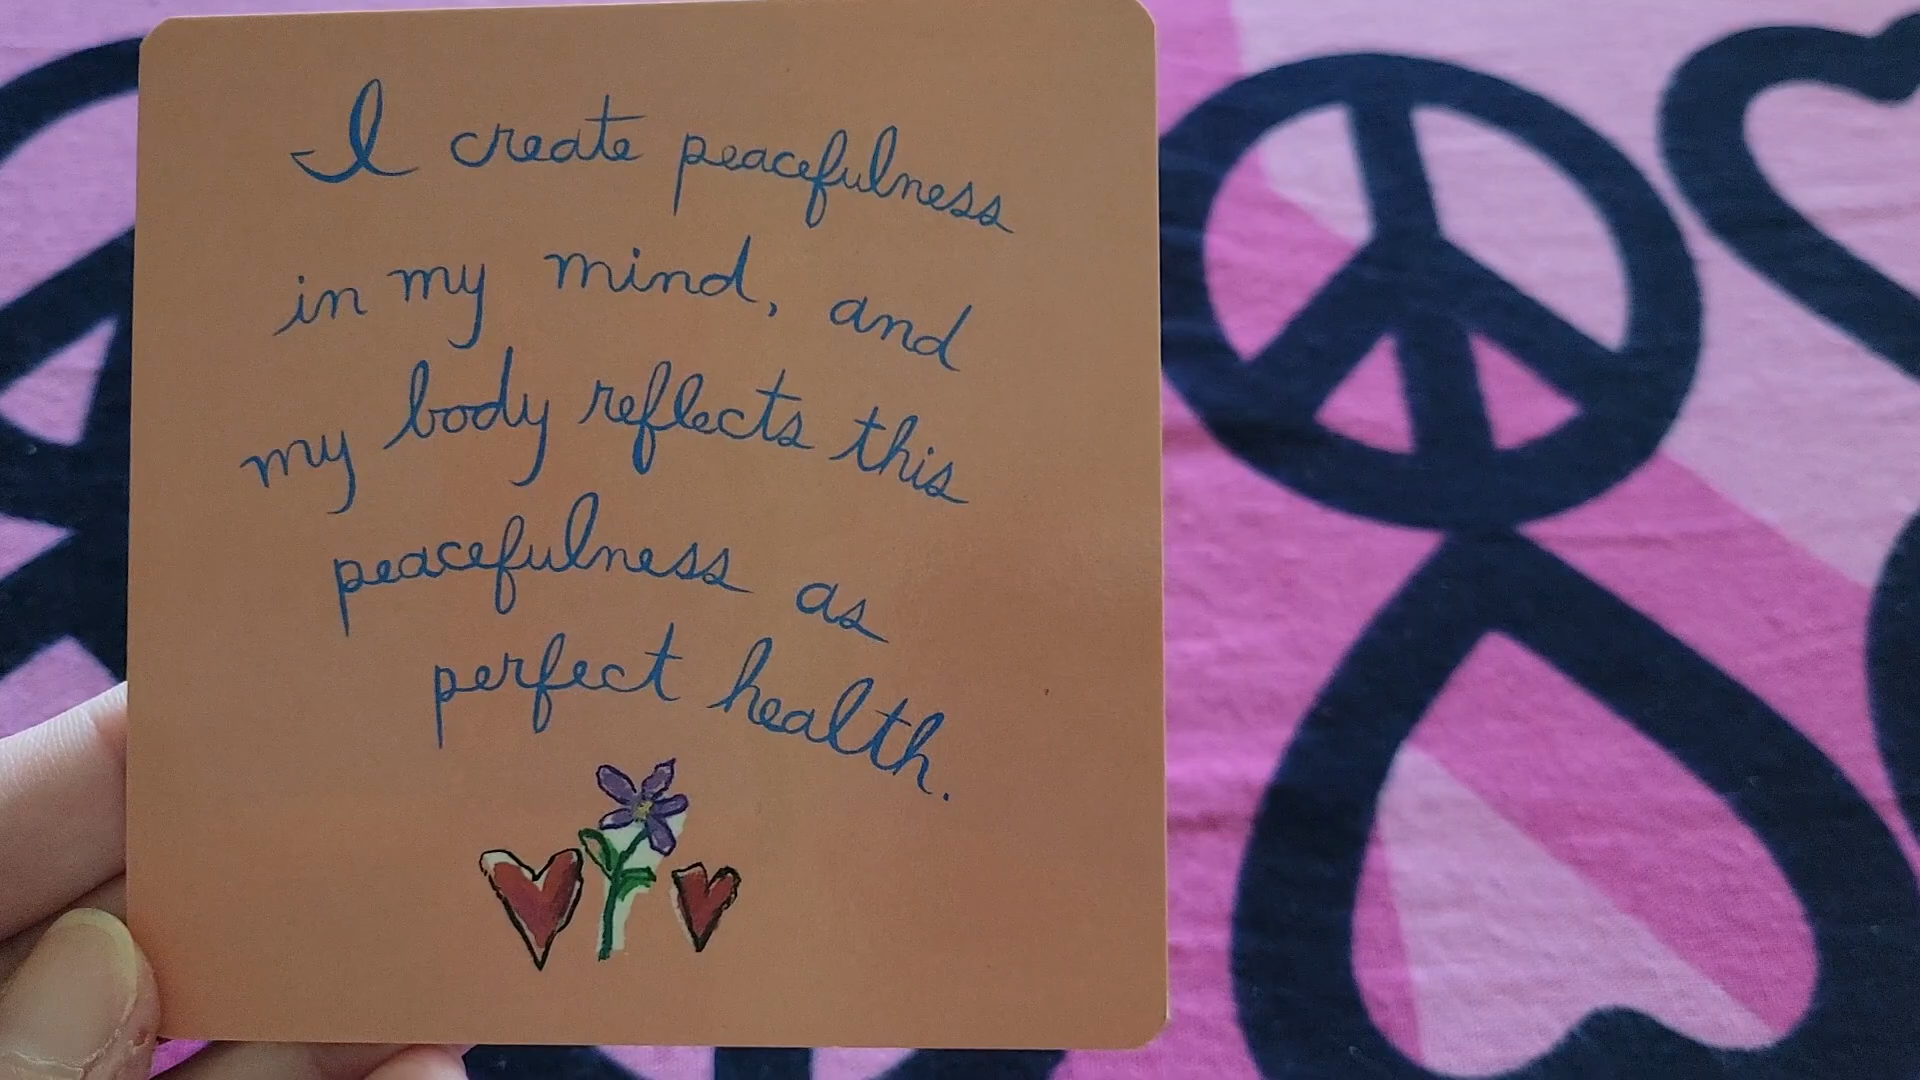 I create peacefulness
in my mind, and
my body reflects this
peacefulness as
perfect health.